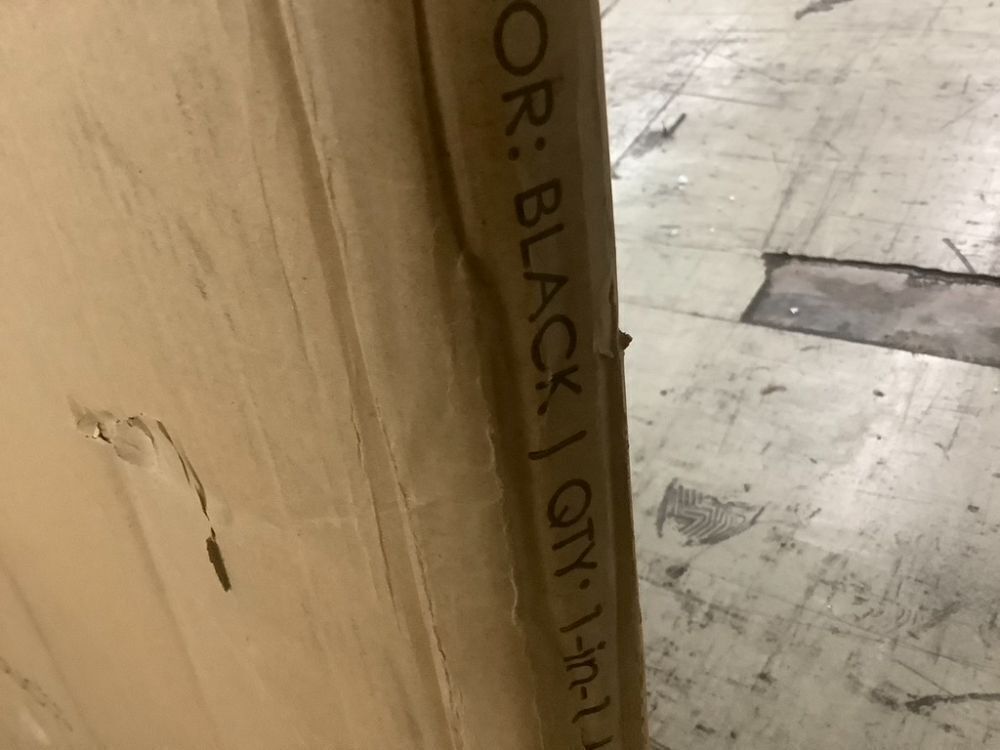 OR: BLACK. | QTY. 1-in-1